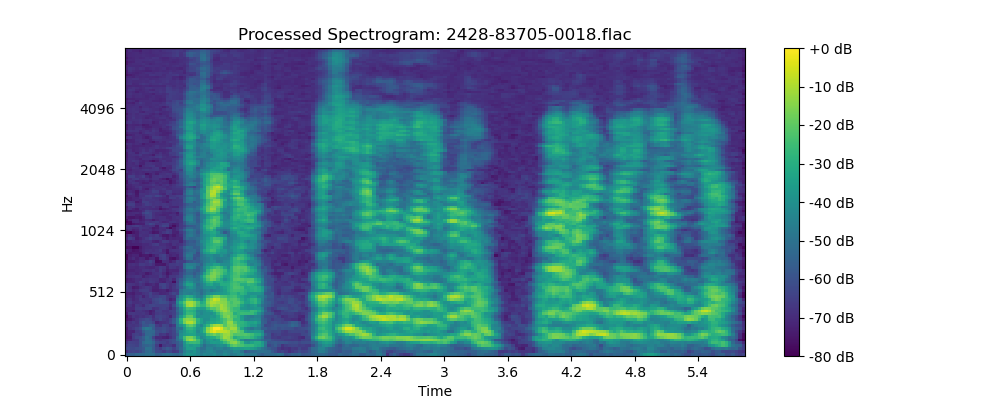 Processed Spectrogram: 2428-83705-0018.flac
Hz
4096
2048
1024
512
0
0 0.6 1.2 1.8 2.4 3 3.6 4.2 4.8 5.4
Time
+0 dB
-10 dB
-20 dB
-30 dB
-40 dB
-50 dB
-60 dB
-70 dB
-80 dB